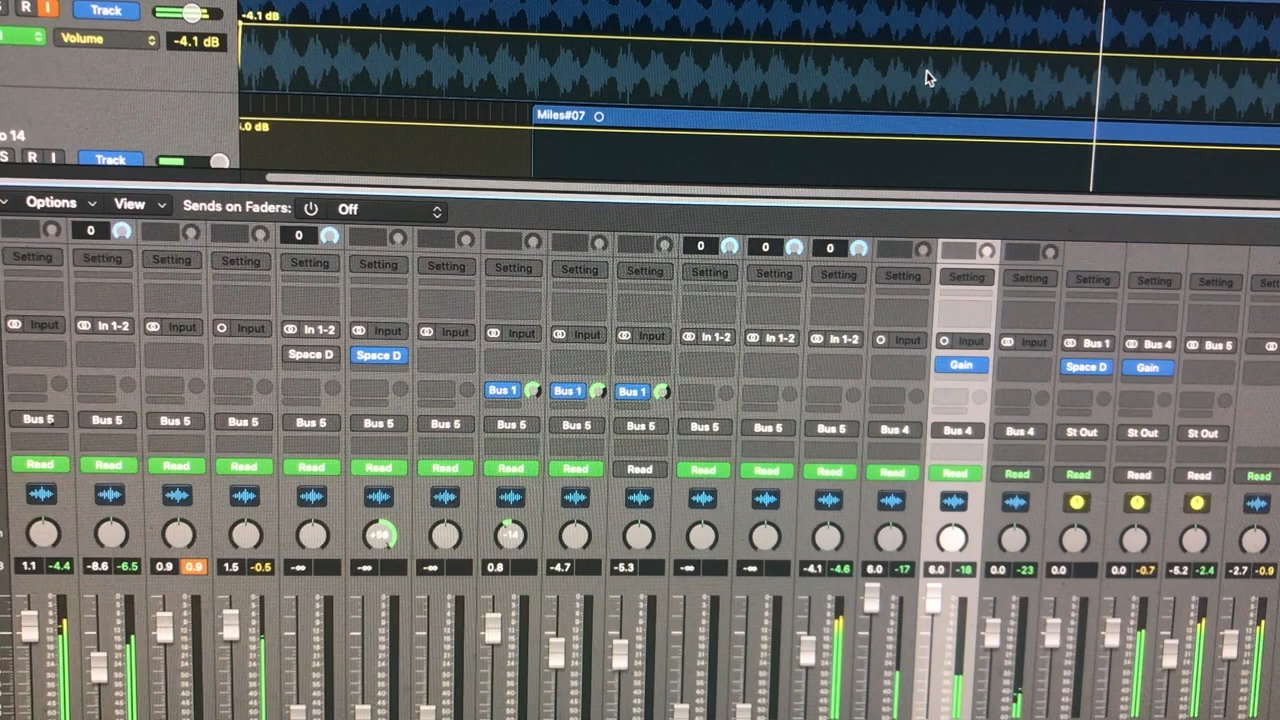 S R I Track
Volume -4.1 dB
-4.1 dB
Miles#07
.0 dB
o 14
S R I Track
Options View Sends on Faders: Off
0 0 0 0 0
Setting Setting Setting Setting Setting Setting Setting Setting Setting Setting Setting Setting Setting Setting Setting Setting Setting Setting Setting Sett
Input In 1-2 Input Input In 1-2 Input Input Input Input Input In 1-2 In 1-2 In 1-2 Input Input Input Bus 1 Bus 4 Bus 5
Space D Space D Gain Space D Gain
Bus 1 Bus 1 Bus 1
Bus 5 Bus 5 Bus 5 Bus 5 Bus 5 Bus 5 Bus 5 Bus 5 Bus 5 Bus 5 Bus 5 Bus 5 Bus 5 Bus 4 Bus 4 Bus 4 St Out St Out St Out
Read Read Read Read Read Read Read Read Read Read Read Read Read Read Read Read Read Read Read Read
-14
1.1 -4.4 -8.6 -6.5 0.9 0.9 1.5 -0.5 -∞ -∞ -∞ 0.8 -4.7 -5.3 -∞ -∞ -4.1 -4.6 6.0 -17 6.0 -18 0.0 -23 0.0 0.0 -0.7 -5.2 -2.4 -2.7 -0.9